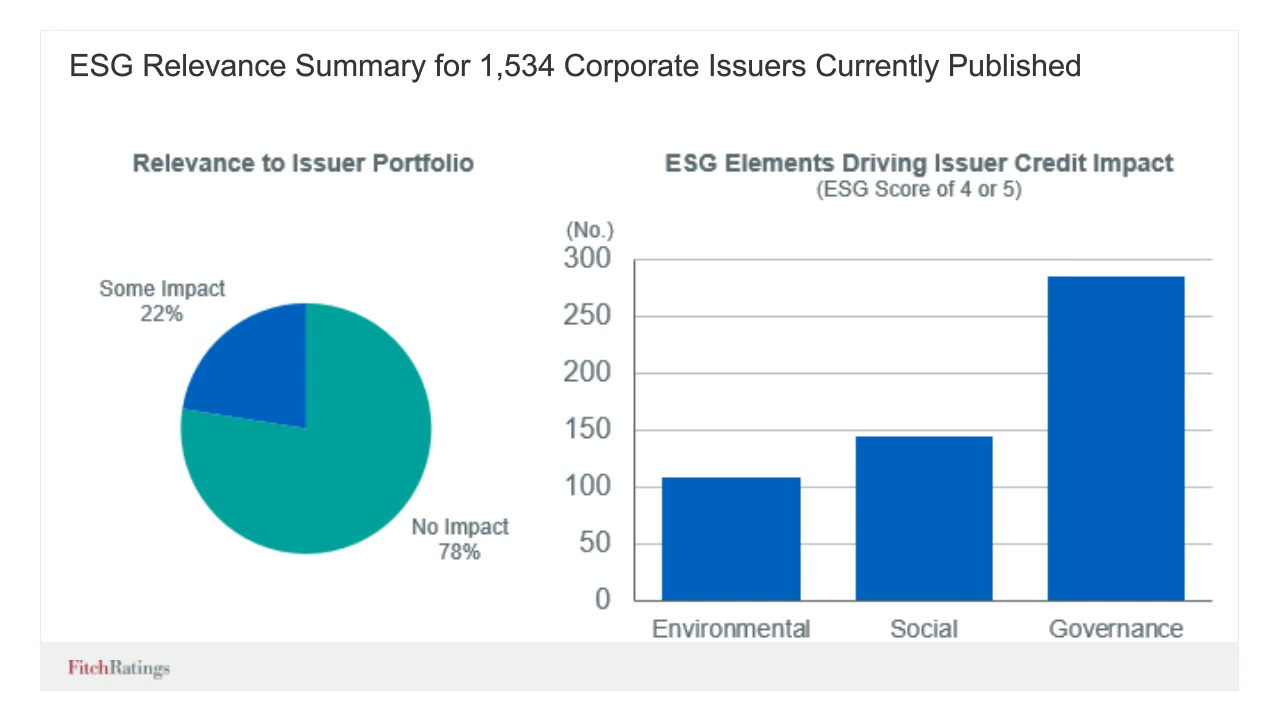 ESG Relevance Summary for 1,534 Corporate Issuers Currently Published
Relevance to Issuer Portfolio
Some Impact
22%
No Impact
78%
ESG Elements Driving Issuer Credit Impact
(ESG Score of 4 or 5)
(No.)
300
250
200
150
100
50
0
Environmental
Social
Governance
FitchRatings